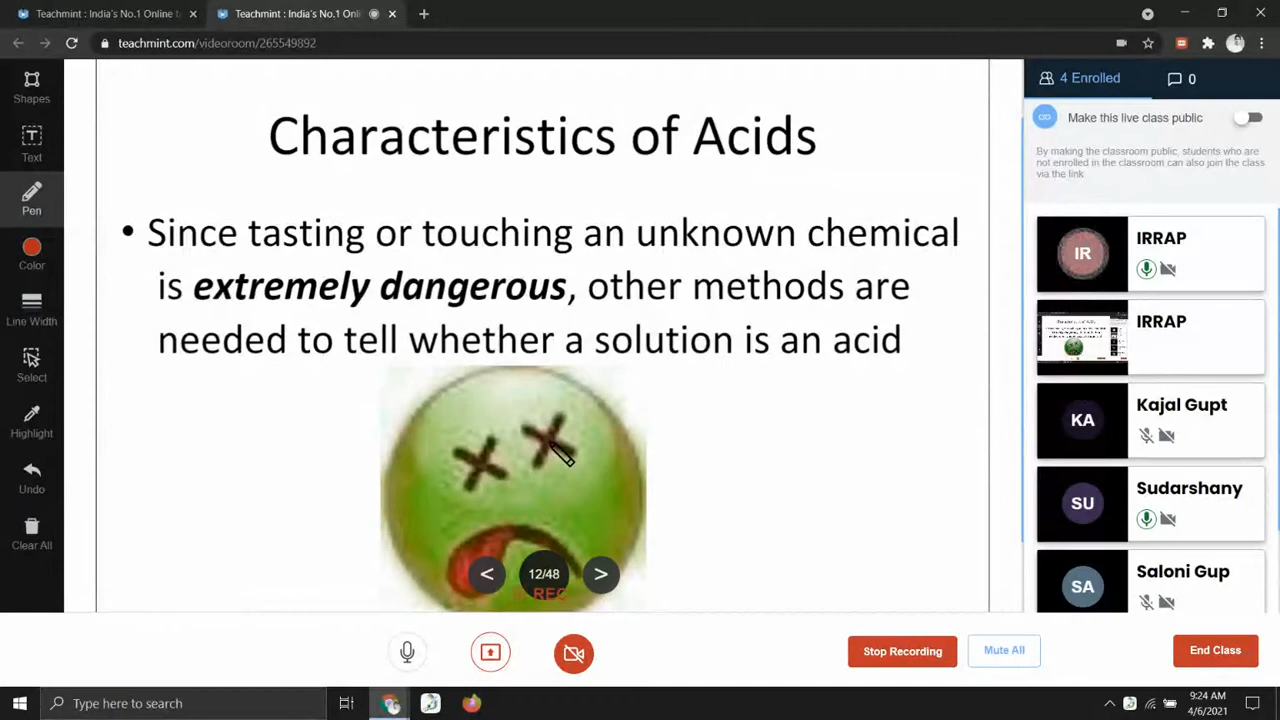 Teachmint : India's No.1 Online t
Teachmint : India's No.1 Onli
teachmint.com/videoroom/265549892
Shapes
Text
Pen
Color
Line Width
Select
Highlight
Undo
Clear All
Characteristics of Acids
• Since tasting or touching an unknown chemical
is extremely dangerous, other methods are
needed to tell whether a solution is an acid
< 12/48 >
REC
4 Enrolled
0
Make this live class public
By making the classroom public, students who are
not enrolled in the classroom can also join the class
via the link
IR
IRRAP
IRRAP
KA
Kajal Gupt
SU
Sudarshany
SA
Saloni Gup
Stop Recording
Mute All
End Class
Type here to search
9:24 AM
4/6/2021